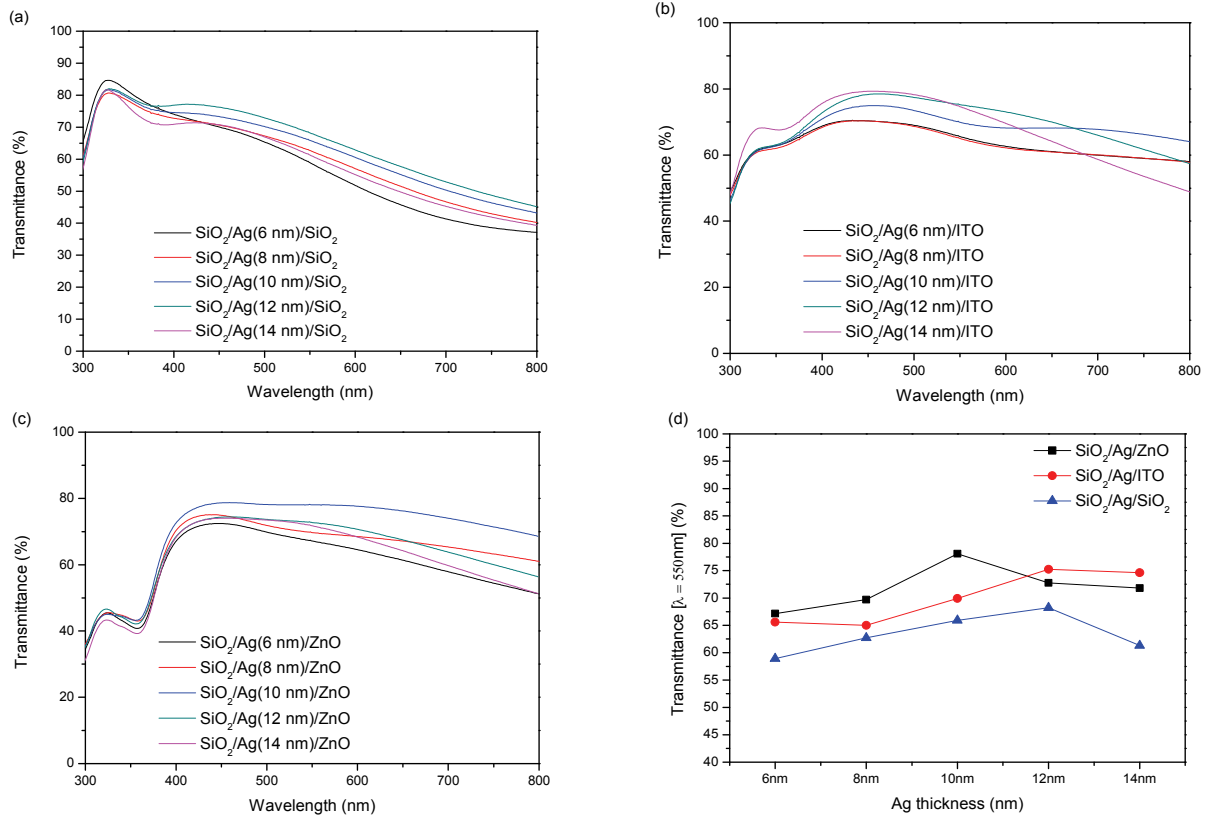 (a)
100
90
80
70
60
50
40
30
20
10
0
300 400 500 600 700 800
Transmittance (%)
Wavelength (nm)
SiO2/Ag(6 nm)/SiO2
SiO2/Ag(8 nm)/SiO2
SiO2/Ag(10 nm)/SiO2
SiO2/Ag(12 nm)/SiO2
SiO2/Ag(14 nm)/SiO2
(b)
100
80
60
40
20
0
300 400 500 600 700 800
Transmittance (%)
Wavelength (nm)
SiO2/Ag(6 nm)/ITO
SiO2/Ag(8 nm)/ITO
SiO2/Ag(10 nm)/ITO
SiO2/Ag(12 nm)/ITO
SiO2/Ag(14 nm)/ITO
(c)
100
80
60
40
20
0
300 400 500 600 700 800
Transmittance (%)
Wavelength (nm)
SiO2/Ag(6 nm)/ZnO
SiO2/Ag(8 nm)/ZnO
SiO2/Ag(10 nm)/ZnO
SiO2/Ag(12 nm)/ZnO
SiO2/Ag(14 nm)/ZnO
(d)
100
95
90
85
80
75
70
65
60
55
50
45
40
6nm 8nm 10nm 12nm 14nm
Transmittance [λ = 550nm] (%)
Ag thickness (nm)
SiO2/Ag/ZnO
SiO2/Ag/ITO
SiO2/Ag/SiO2